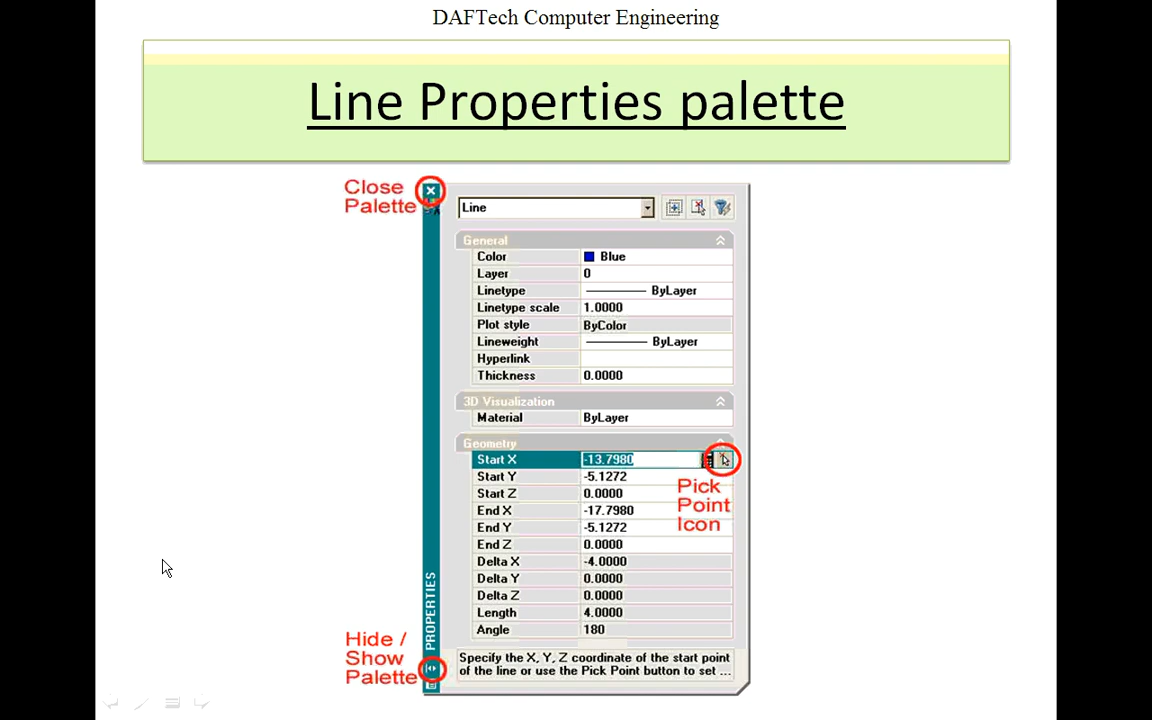 DAFTech Computer Engineering
Line Properties palette
Close
Palette
Line
General
Color Blue
Layer 0
Linetype ByLayer
Linetype scale 1.0000
Plot style ByColor
Lineweight ByLayer
Hyperlink
Thickness 0.0000
3D Visualization
Material ByLayer
Geometry
Start X -13.7980
Start Y -5.1272
Start Z 0.0000
End X -17.7980
End Y -5.1272
End Z 0.0000
Delta X -4.0000
Delta Y 0.0000
Delta Z 0.0000
Length 4.0000
Angle 180
Pick
Point
Icon
PROPERTIES
Hide /
Show
Palette
Specify the X, Y, Z coordinate of the start point
of the line or use the Pick Point button to set ...